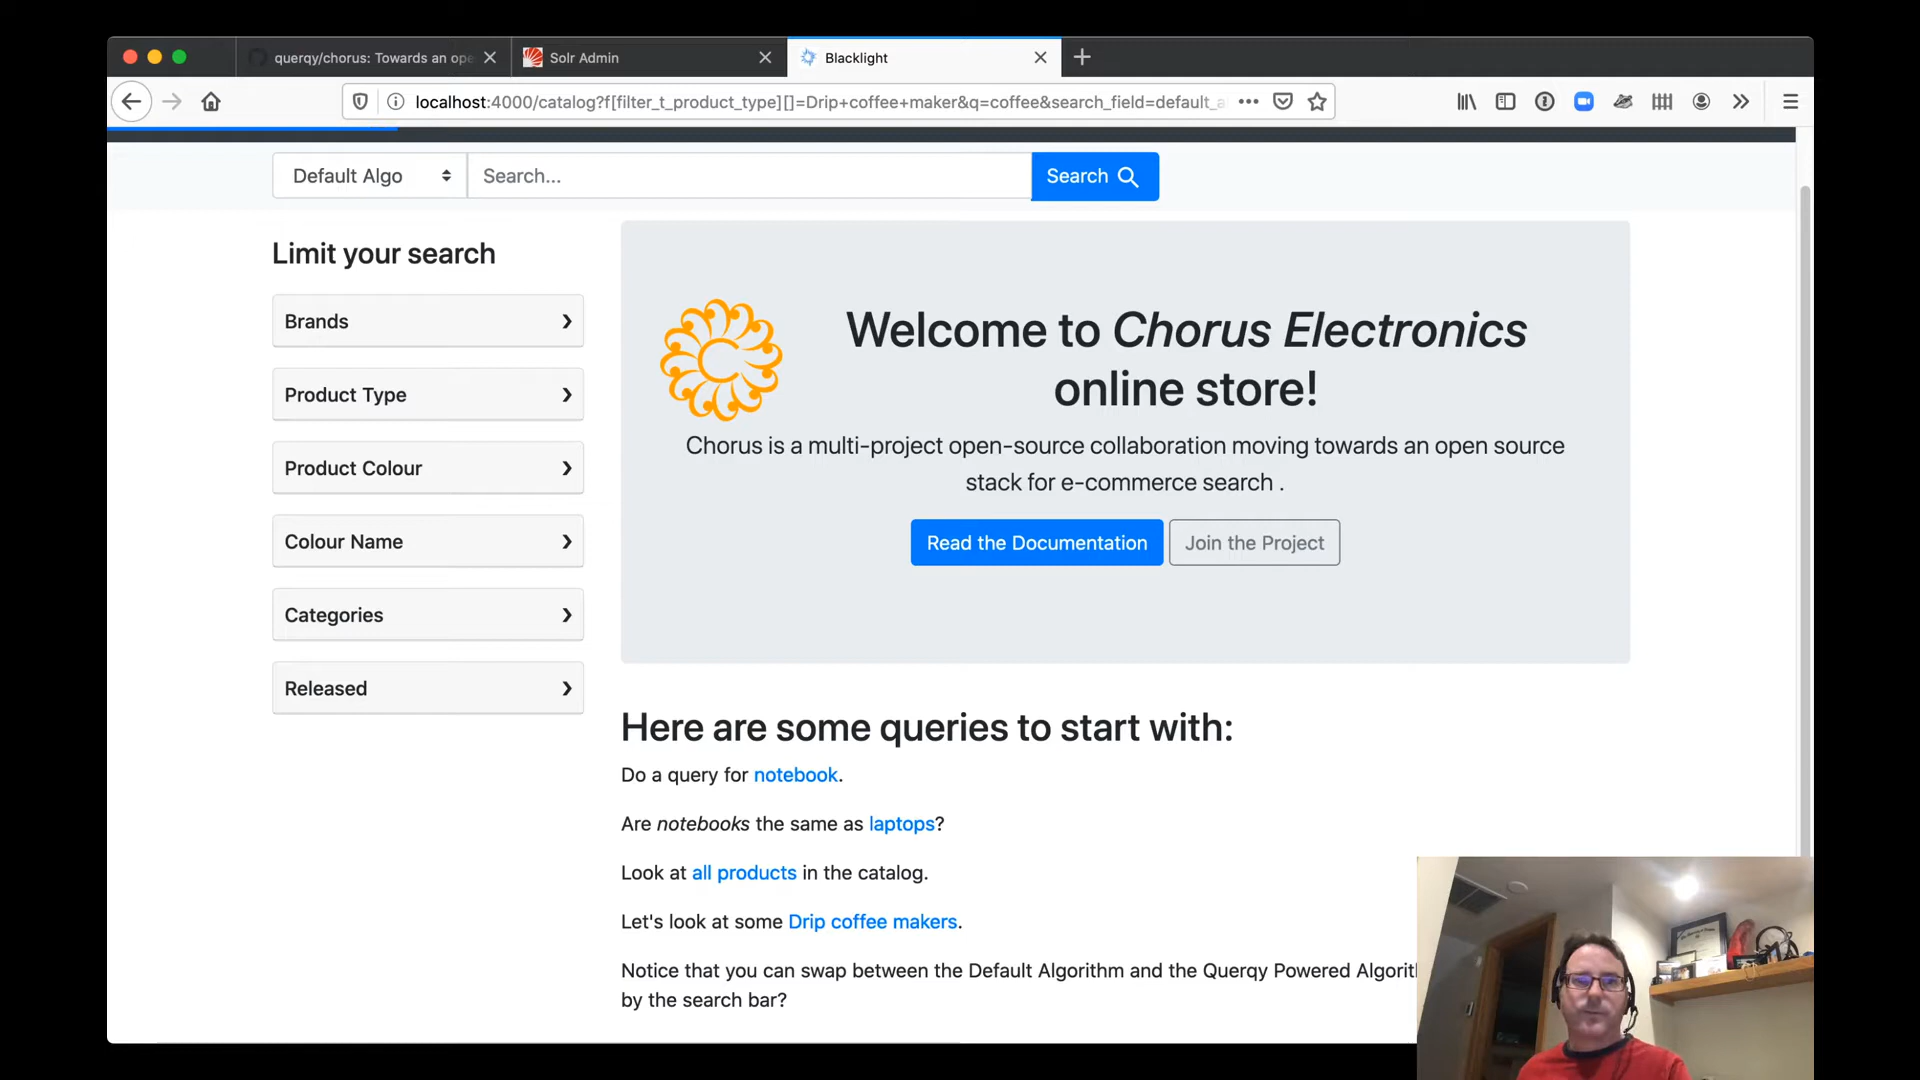 querqy/chorus: Towards an ope
Solr Admin
Blacklight
localhost:4000/catalog?f[filter_t_product_type][]=Drip+coffee+maker&q=coffee&search_field=default_a
Default Algo
Search...
Search
Limit your search
Brands
Product Type
Product Colour
Colour Name
Categories
Released
Welcome to Chorus Electronics
online store!
Chorus is a multi-project open-source collaboration moving towards an open source
stack for e-commerce search .
Read the Documentation
Join the Project
Here are some queries to start with:
Do a query for notebook.
Are notebooks the same as laptops?
Look at all products in the catalog.
Let's look at some Drip coffee makers.
Notice that you can swap between the Default Algorithm and the Querqy Powered Algorith
by the search bar?